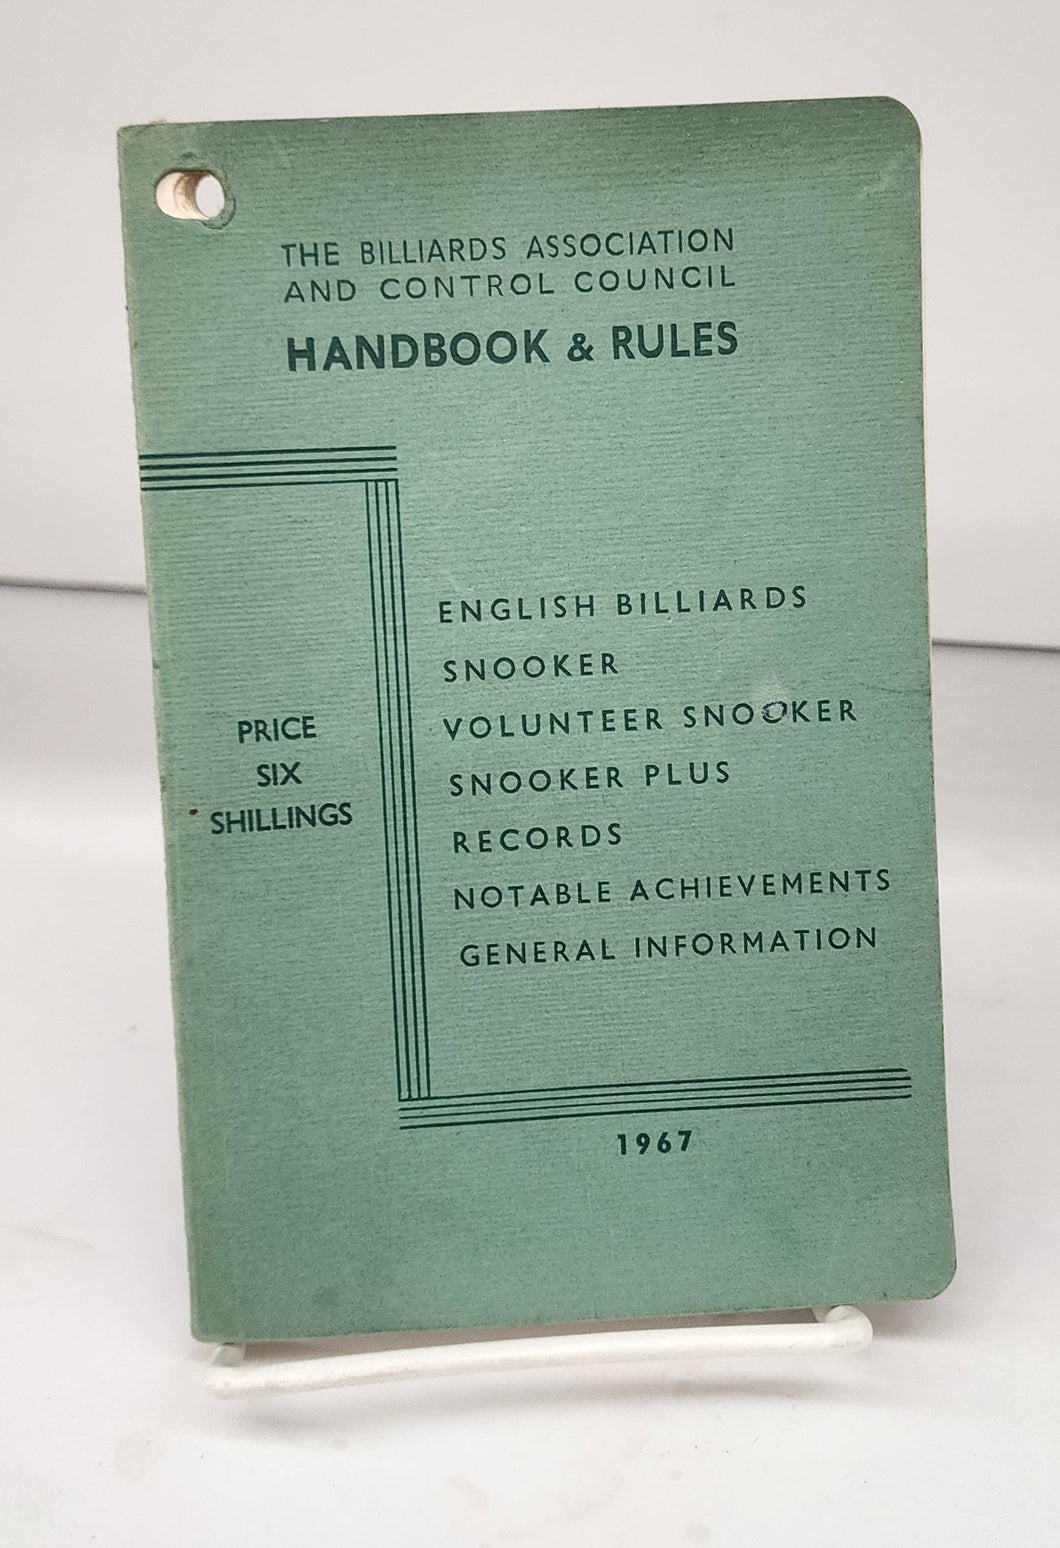 THE BILLIARDS ASSOCIATION
AND CONTROL COUNCIL
HANDBOOK & RULES
PRICE
SIX
SHILLINGS
ENGLISH BILLIARDS
SNOOKER
VOLUNTEER SNOOKER
SNOOKER PLUS
RECORDS
NOTABLE ACHIEVEMENTS
GENERAL INFORMATION
1967